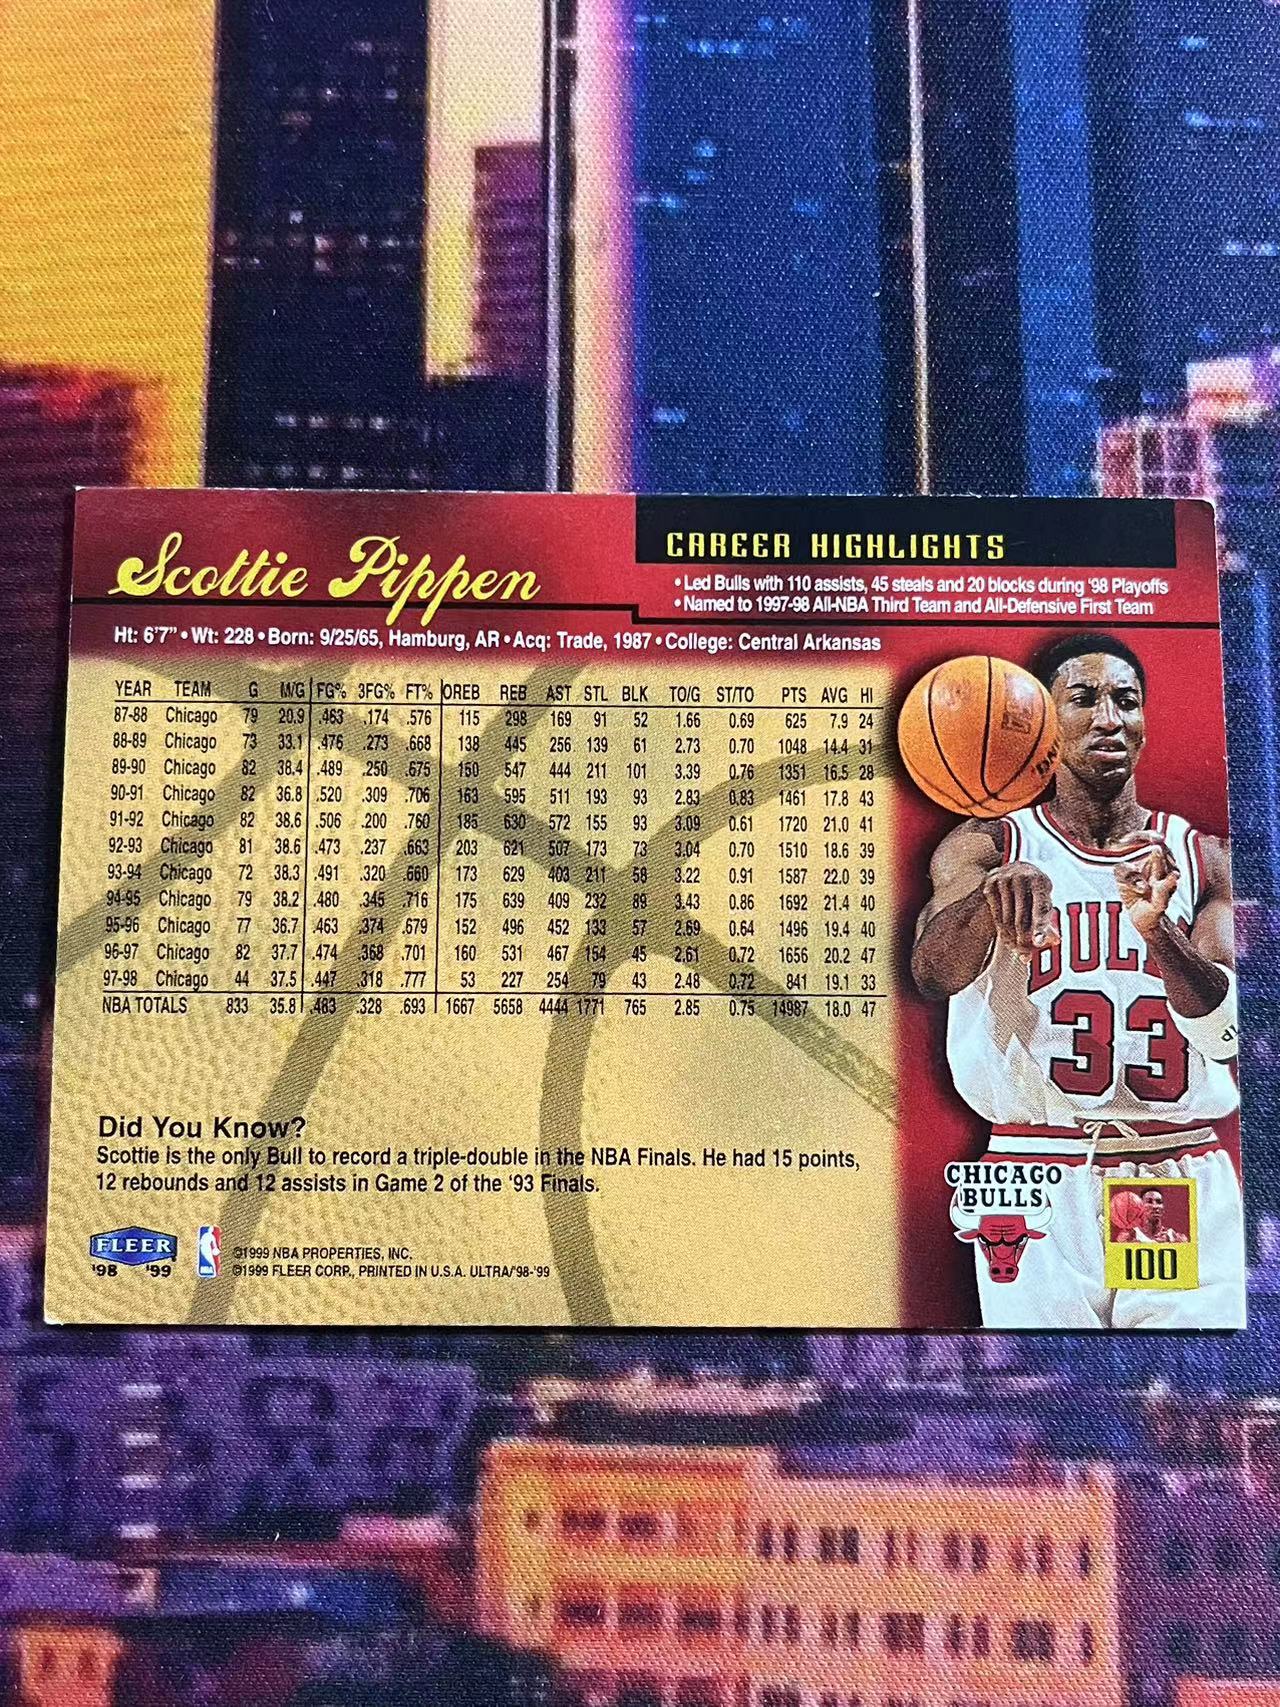 Scottie Pippen
CAREER HIGHLIGHTS
• Led Bulls with 110 assists, 45 steals and 20 blocks during '98 Playoffs
• Named to 1997-98 All-NBA Third Team and All-Defensive First Team
Ht: 6'7" • Wt: 228 • Born: 9/25/65, Hamburg, AR • Acq: Trade, 1987 • College: Central Arkansas
YEAR TEAM G M/G FG% 3FG% FT% OREB REB AST STL BLK TO/G ST/TO PTS AVG HI
87-88 Chicago 79 20.9 .463 .174 .576 115 298 169 91 52 1.66 0.69 625 7.9 24
88-89 Chicago 73 33.1 .476 .273 .668 138 445 256 139 61 2.73 0.70 1048 14.4 31
89-90 Chicago 82 38.4 .489 .250 .675 150 547 444 211 101 3.39 0.76 1351 16.5 28
90-91 Chicago 82 36.8 .520 .309 .706 163 595 511 193 93 2.83 0.83 1461 17.8 43
91-92 Chicago 82 38.6 .506 .200 .760 185 630 572 155 93 3.09 0.61 1720 21.0 41
92-93 Chicago 81 38.6 .473 .237 .663 203 621 507 173 73 3.04 0.70 1510 18.6 39
93-94 Chicago 72 38.3 .491 .320 .660 173 629 403 211 58 3.22 0.91 1587 22.0 39
94-95 Chicago 79 38.2 .480 .345 .716 175 639 409 232 89 3.43 0.86 1692 21.4 40
95-96 Chicago 77 36.7 .463 .374 .679 152 496 452 133 57 2.69 0.64 1496 19.4 40
96-97 Chicago 82 37.7 .474 .368 .701 160 531 467 154 45 2.61 0.72 1656 20.2 47
97-98 Chicago 44 37.5 .447 .318 .777 53 227 254 79 43 2.48 0.72 841 19.1 33
NBA TOTALS 833 35.8 .483 .328 .693 1667 5658 4444 1771 765 2.85 0.75 14987 18.0 47
BULL
33
Did You Know?
Scottie is the only Bull to record a triple-double in the NBA Finals. He had 15 points,
12 rebounds and 12 assists in Game 2 of the '93 Finals.
CHICAGO
BULLS
100
FLEER
'98 '99
NBA
©1999 NBA PROPERTIES, INC.
©1999 FLEER CORP., PRINTED IN U.S.A. ULTRA/'98-'99